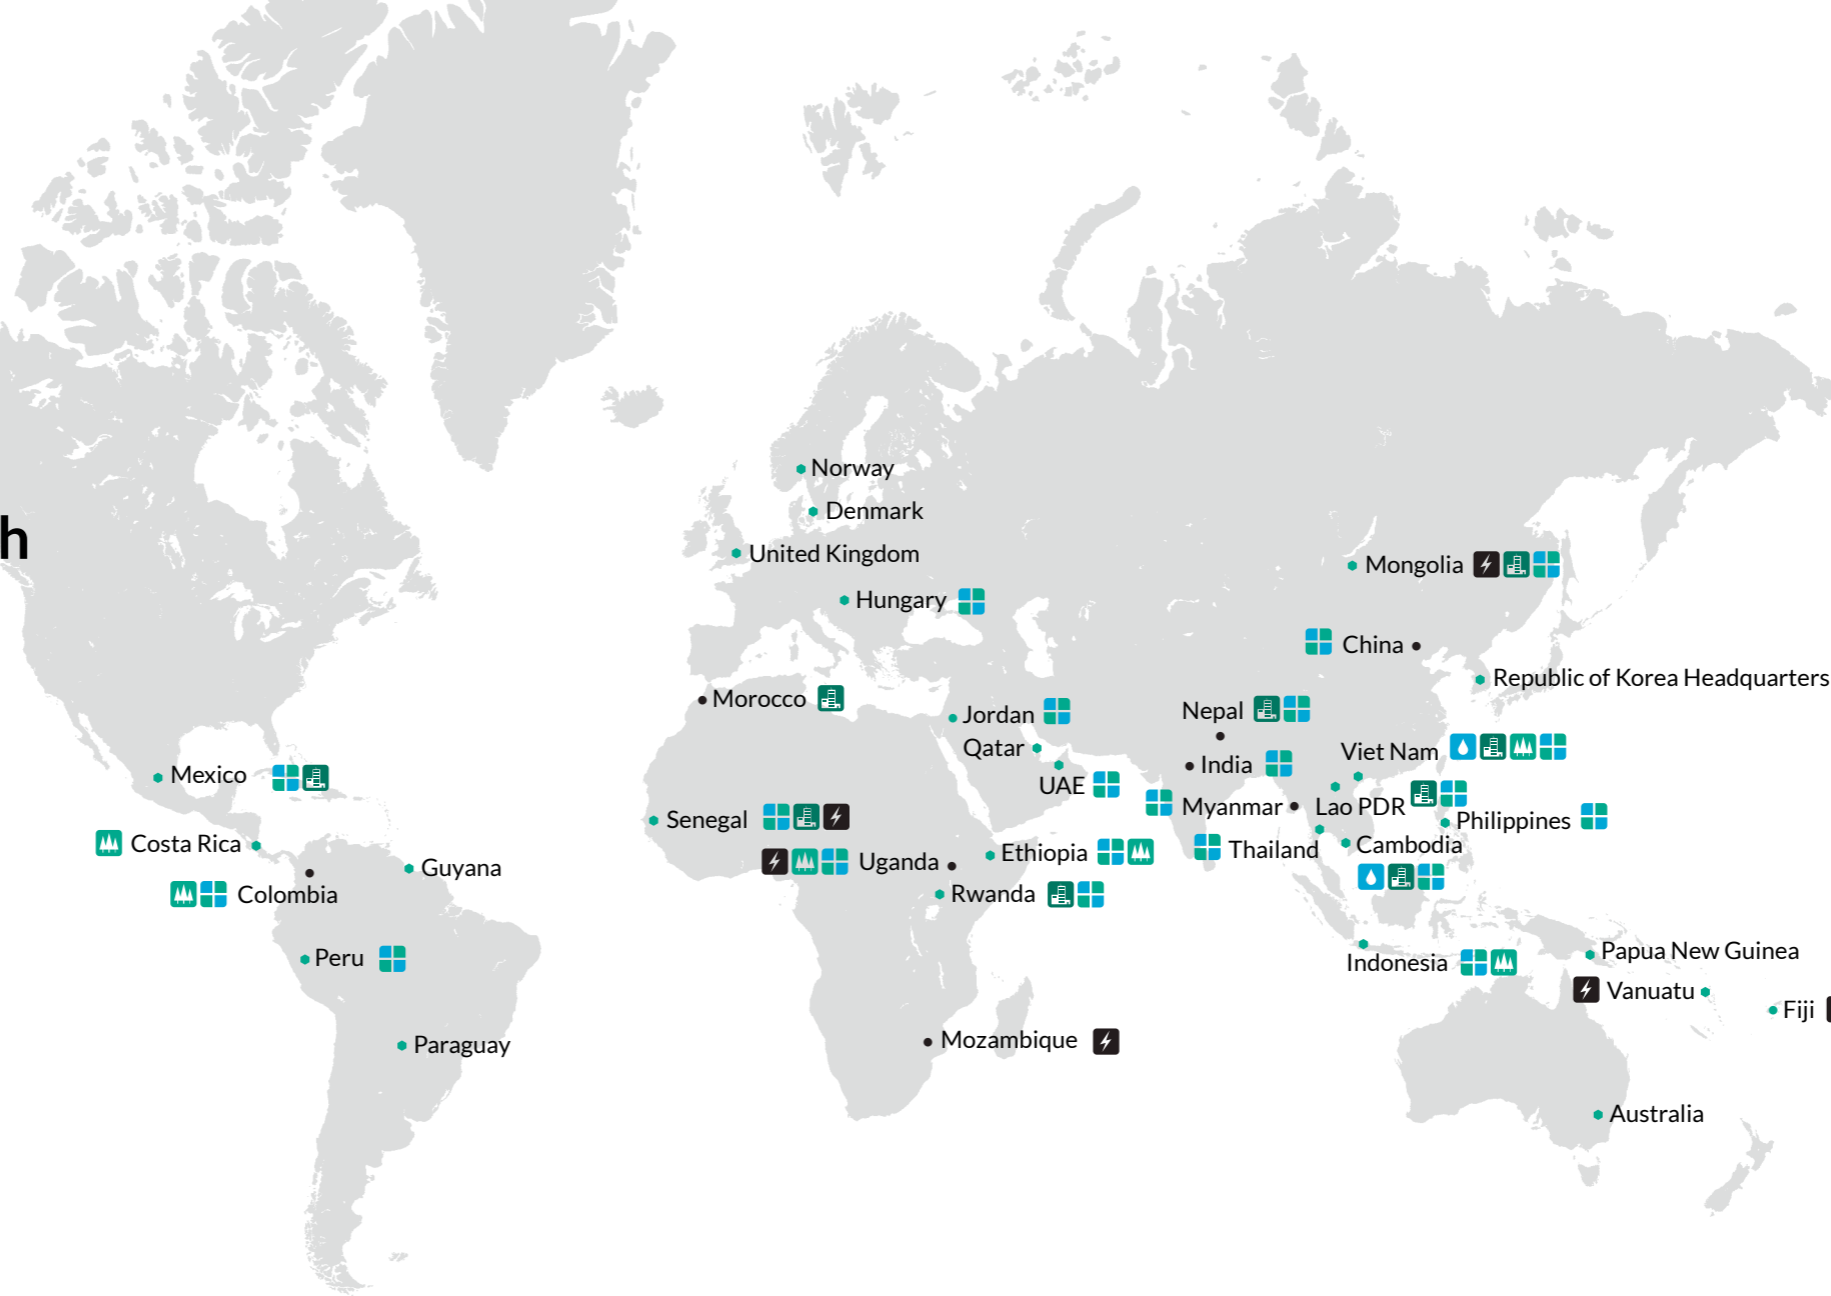 h
Norway
Denmark
United Kingdom
Mongolia
Hungary
China
Republic of Korea Headquarters
Morocco
Jordan
Nepal
Qatar
Viet Nam
India
Mexico
UAE
Myanmar
Lao PDR
Senegal
Philippines
Costa Rica
Cambodia
Thailand
Ethiopia
Uganda
Guyana
Colombia
Rwanda
Papua New Guinea
Peru
Indonesia
Vanuatu
Fiji
Mozambique
Paraguay
Australia